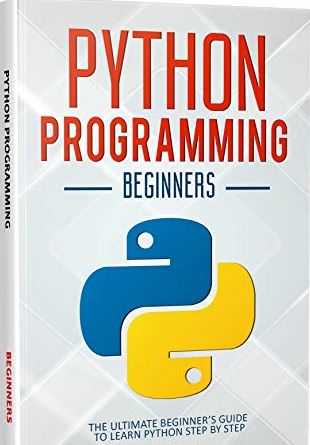 PYTHON
PROGRAMMING
BEGINNERS
THE ULTIMATE BEGINNER'S GUIDE
TO LEARN PYTHON STEP BY STEP
PYTHON PROGRAMMING
BEGINNERS